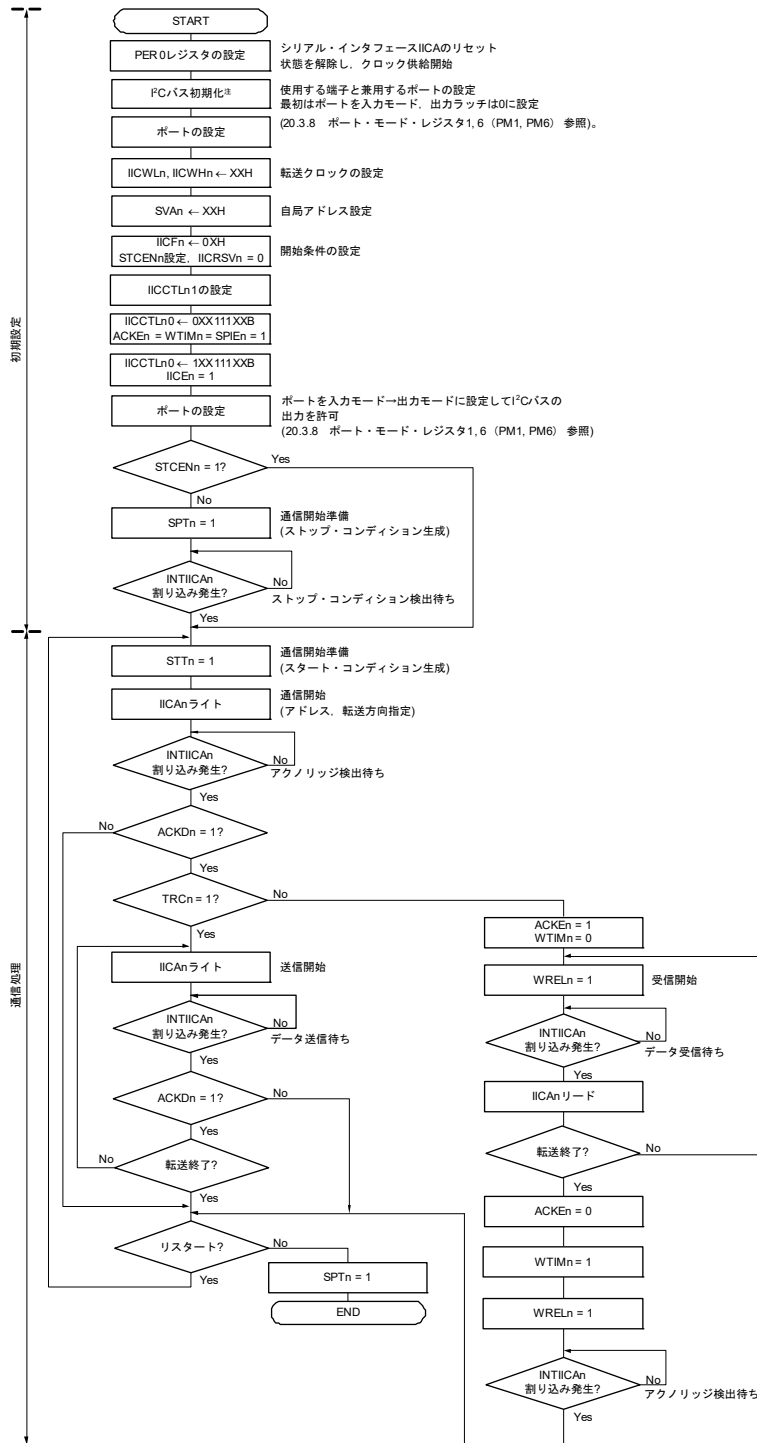 START
PER0レジスタの設定
シリアル・インタフェースIICAのリセット
状態を解除し，クロック供給開始
I²Cバス初期化注
使用する端子と兼用するポートの設定
最初はポートを入力モード，出力ラッチは0に設定
ポートの設定
(20.3.8　ポート・モード・レジスタ1, 6（PM1, PM6） 参照)。
IICWLn, IICWHn ← XXH
転送クロックの設定
SVAn ← XXH
自局アドレス設定
IICFn ← 0XH
STCENn設定，IICRSVn = 0
開始条件の設定
IICCTLn1の設定
IICCTLn0 ← 0XX111XXB
ACKEn = WTIMn = SPIEn = 1
初期設定
IICCTLn0 ← 1XX111XXB
IICEn = 1
ポートの設定
ポートを入力モード→出力モードに設定してI²Cバスの
出力を許可
(20.3.8　ポート・モード・レジスタ1, 6（PM1, PM6） 参照)
STCENn = 1?
Yes
No
SPTn = 1
通信開始準備
(ストップ・コンディション生成)
INTIICAn
割り込み発生?
No
ストップ・コンディション検出待ち
Yes
STTn = 1
通信開始準備
(スタート・コンディション生成)
IICAnライト
通信開始
(アドレス，転送方向指定)
INTIICAn
割り込み発生?
No
アクノリッジ検出待ち
Yes
No
ACKDn = 1?
Yes
TRCn = 1?
No
Yes
通信処理
IICAnライト
送信開始
INTIICAn
割り込み発生?
No
データ送信待ち
Yes
ACKDn = 1?
No
Yes
転送終了?
No
Yes
リスタート?
No
Yes
SPTn = 1
END
ACKEn = 1
WTIMn = 0
WRELn = 1
受信開始
INTIICAn
割り込み発生?
No
データ受信待ち
Yes
IICAnリード
転送終了?
No
Yes
ACKEn = 0
WTIMn = 1
WRELn = 1
INTIICAn
割り込み発生?
No
アクノリッジ検出待ち
Yes